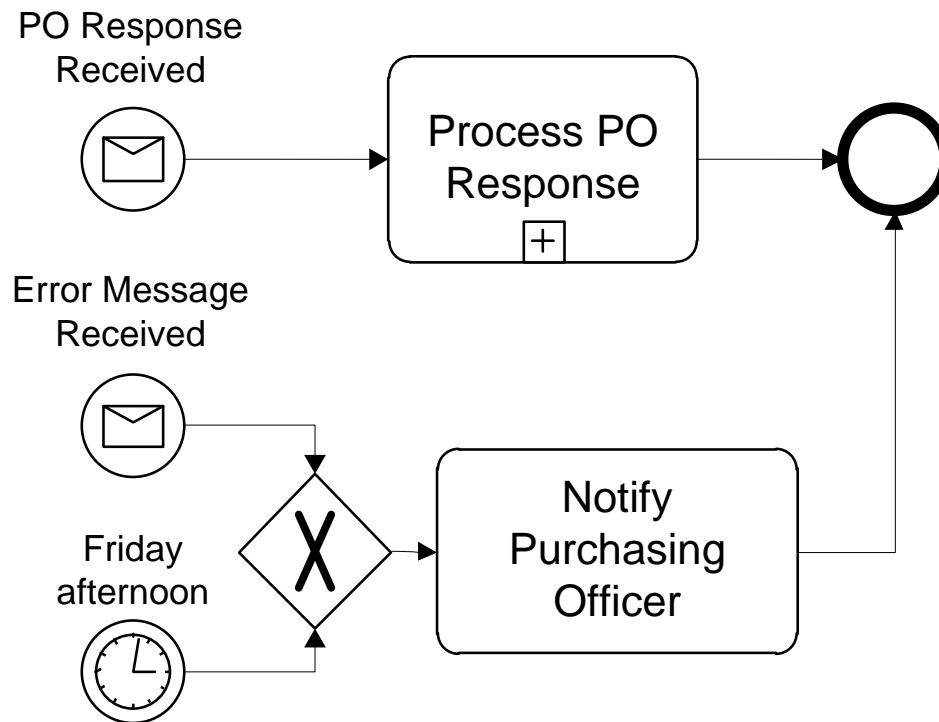 PO Response
Received
Process PO
Response
Error Message
Received
Notify
Purchasing
Officer
Friday
afternoon